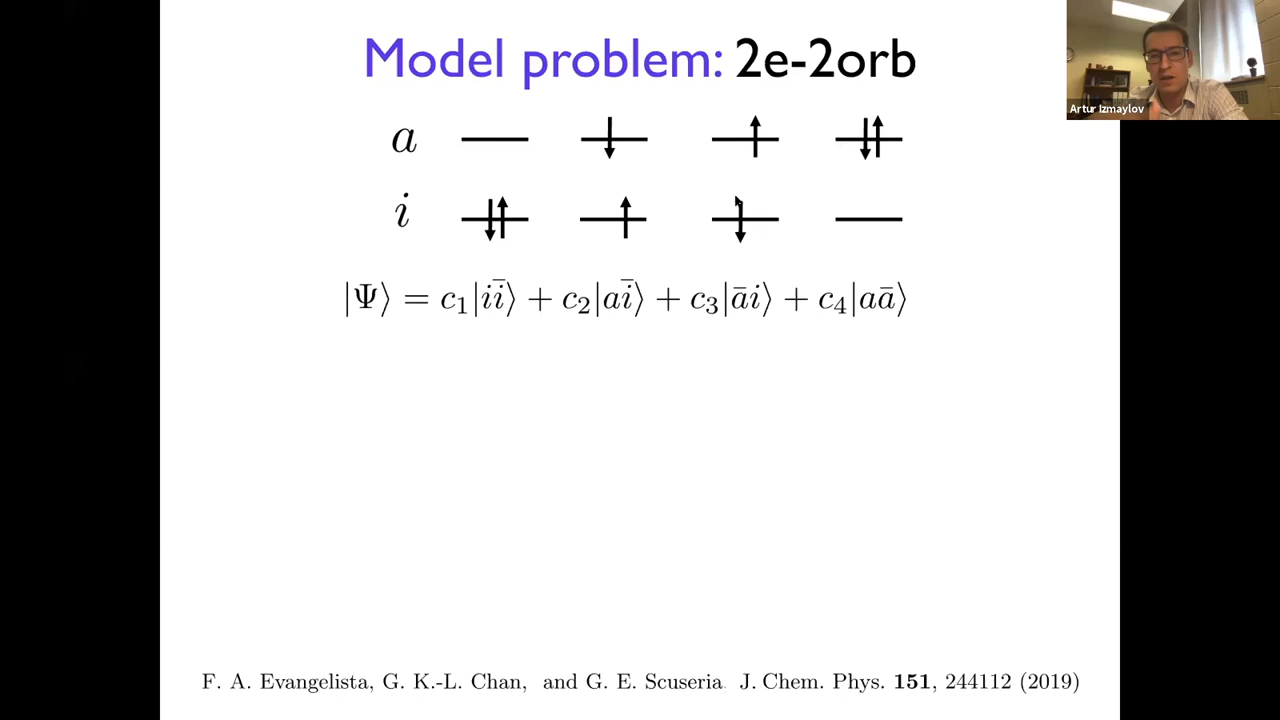 Model problem: 2e-2orb
Artur Izmaylov
a
i
|Ψ⟩ = c₁|iī⟩ + c₂|aī⟩ + c₃|āi⟩ + c₄|aā⟩
F. A. Evangelista, G. K.-L. Chan, and G. E. Scuseria J. Chem. Phys. 151, 244112 (2019)